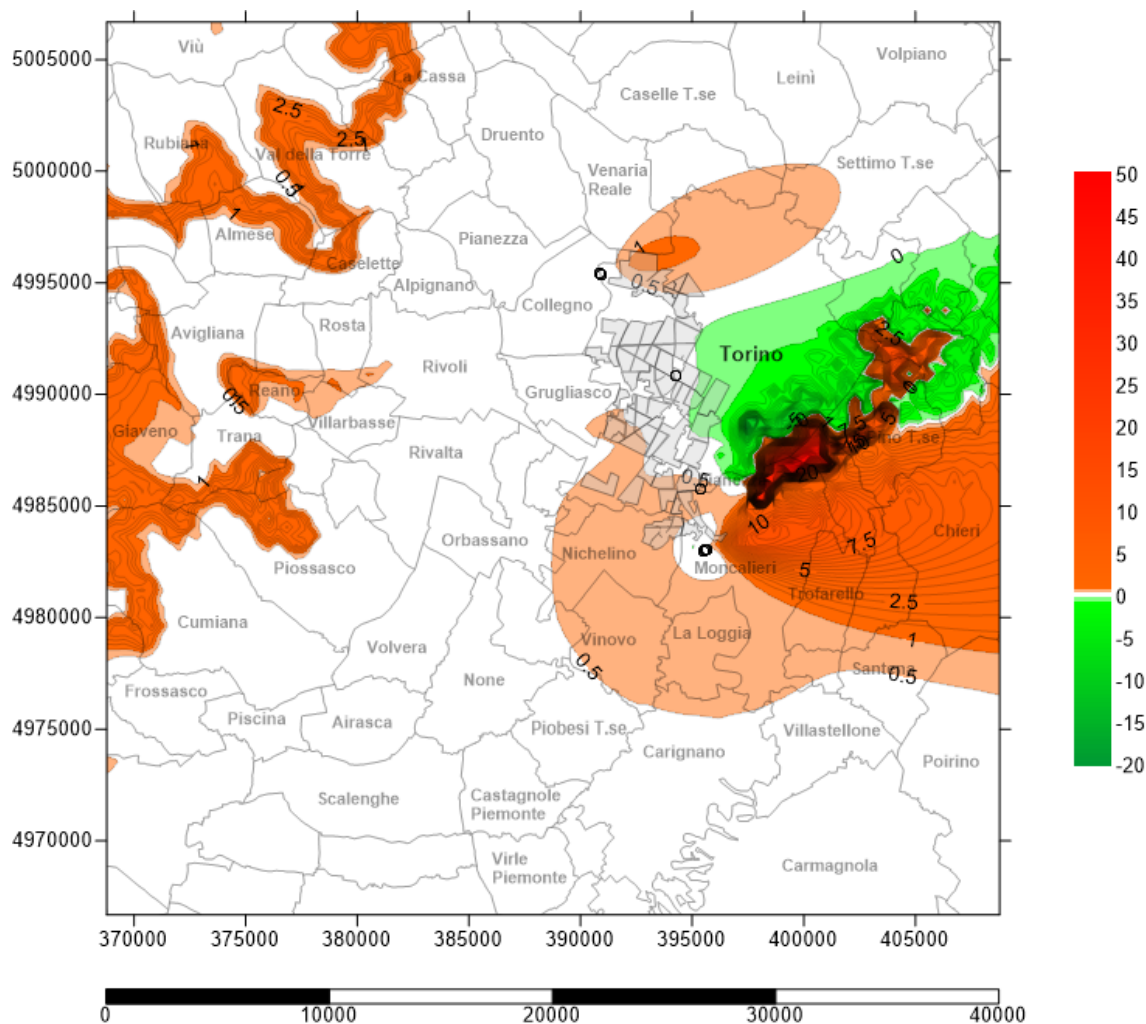 5005000
5000000
4995000
4990000
4985000
4980000
4975000
4970000
Viù
La Cassa
Caselle T.se
Leinì
Volpiano
2.5
2.5
1
Druento
Rubiana
1
Val della Torre
0.5
Venaria
Reale
Settimo T.se
1
Almese
Pianezza
1
0
Caselette
Alpignano
0.5
Collegno
Avigliana
Rosta
Torino
2.5
Rivoli
Reano
Grugliasco
0
Giaveno
Trana
Villarbasse
Rivalta
1
0.5
20
10
Chieri
Orbassano
Nichelino
7.5
Moncalieri
5
Piossasco
Trofarello
2.5
Cumiana
Vinovo
La Loggia
1
Volvera
0.5
Santena
0.5
None
Frossasco
Piscina
Airasca
Piobesi T.se
Villastellone
Carignano
Poirino
Scalenghe
Castagnole
Piemonte
Virle
Piemonte
Carmagnola
370000 375000 380000 385000 390000 395000 400000 405000
0 10000 20000 30000 40000
50
45
40
35
30
25
20
15
10
5
0
-5
-10
-15
-20